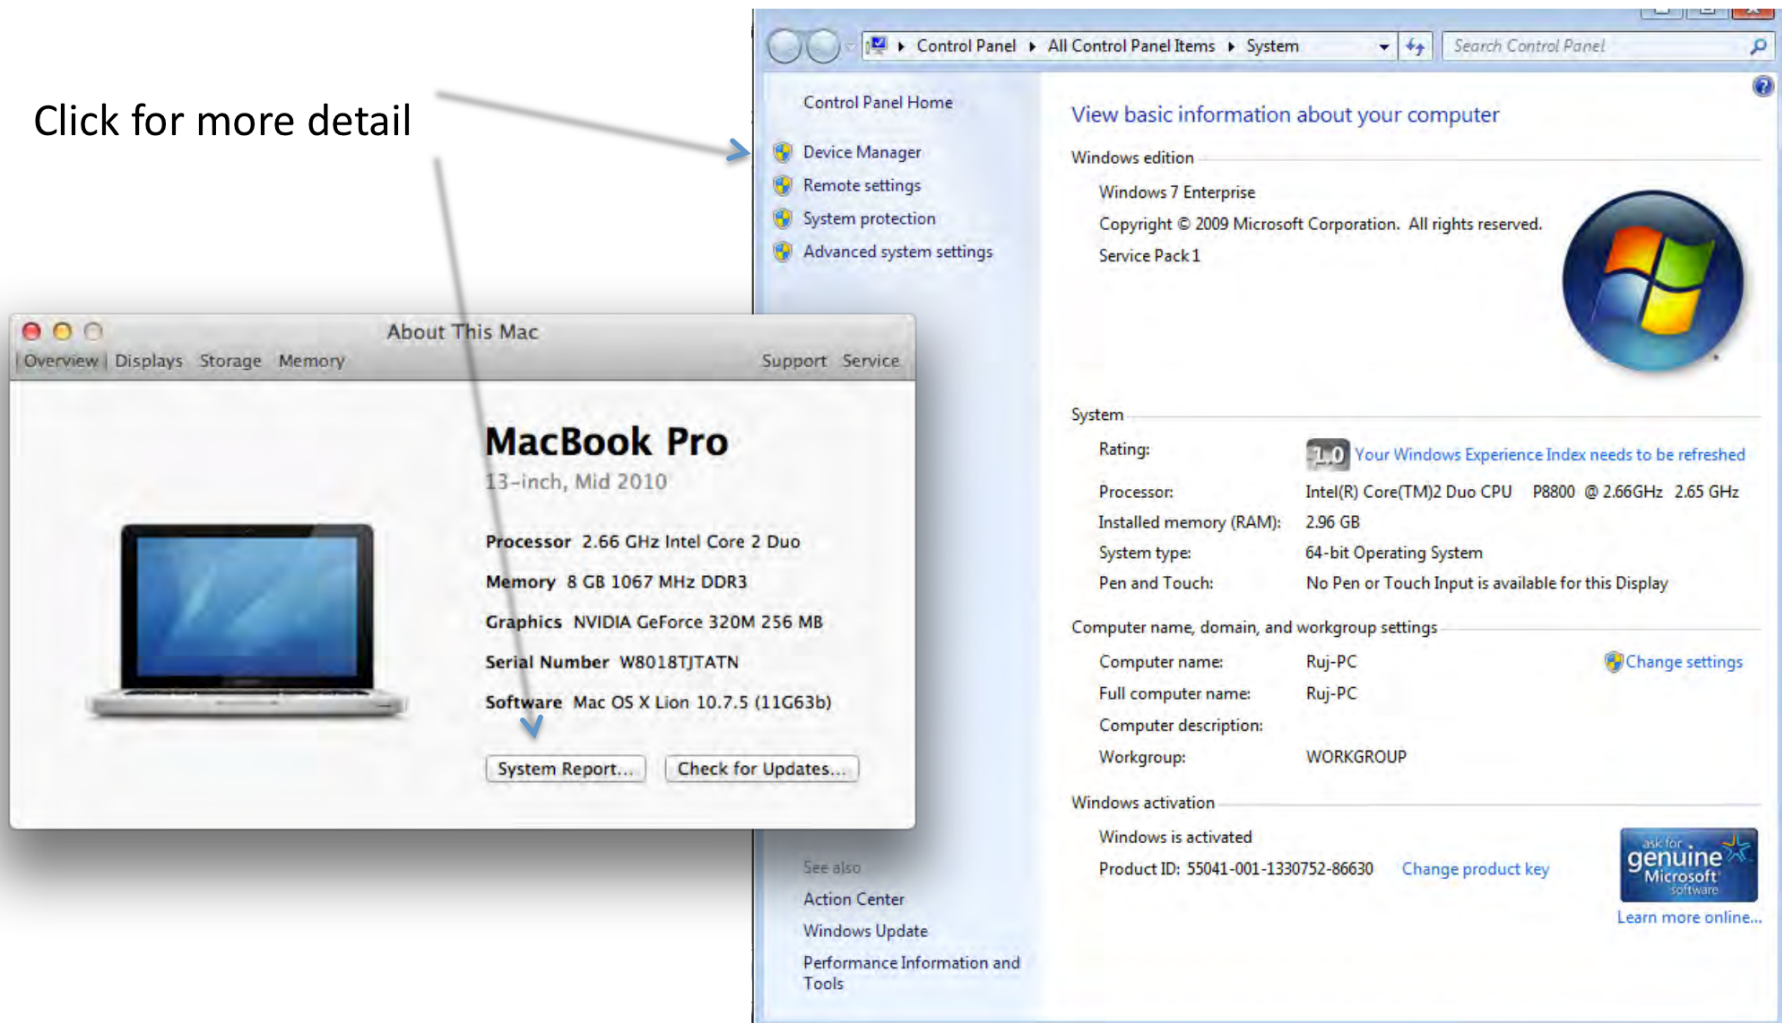 Click for more detail
Control Panel ▸ All Control Panel Items ▸ System
Search Control Panel
Control Panel Home
Device Manager
Remote settings
System protection
Advanced system settings
View basic information about your computer
Windows edition
Windows 7 Enterprise
Copyright © 2009 Microsoft Corporation. All rights reserved.
Service Pack 1
System
Rating:
1.0 Your Windows Experience Index needs to be refreshed
Processor: Intel(R) Core(TM)2 Duo CPU P8800 @ 2.66GHz 2.65 GHz
Installed memory (RAM): 2.96 GB
System type: 64-bit Operating System
Pen and Touch: No Pen or Touch Input is available for this Display
Computer name, domain, and workgroup settings
Computer name: Ruj-PC
Change settings
Full computer name: Ruj-PC
Computer description:
Workgroup: WORKGROUP
Windows activation
Windows is activated
Product ID: 55041-001-1330752-86630 Change product key
ask for
genuine
Microsoft
software
Learn more online...
See also
Action Center
Windows Update
Performance Information and
Tools
About This Mac
Overview Displays Storage Memory Support Service
MacBook Pro
13-inch, Mid 2010
Processor 2.66 GHz Intel Core 2 Duo
Memory 8 GB 1067 MHz DDR3
Graphics NVIDIA GeForce 320M 256 MB
Serial Number W8018TJTATN
Software Mac OS X Lion 10.7.5 (11G63b)
System Report... Check for Updates...